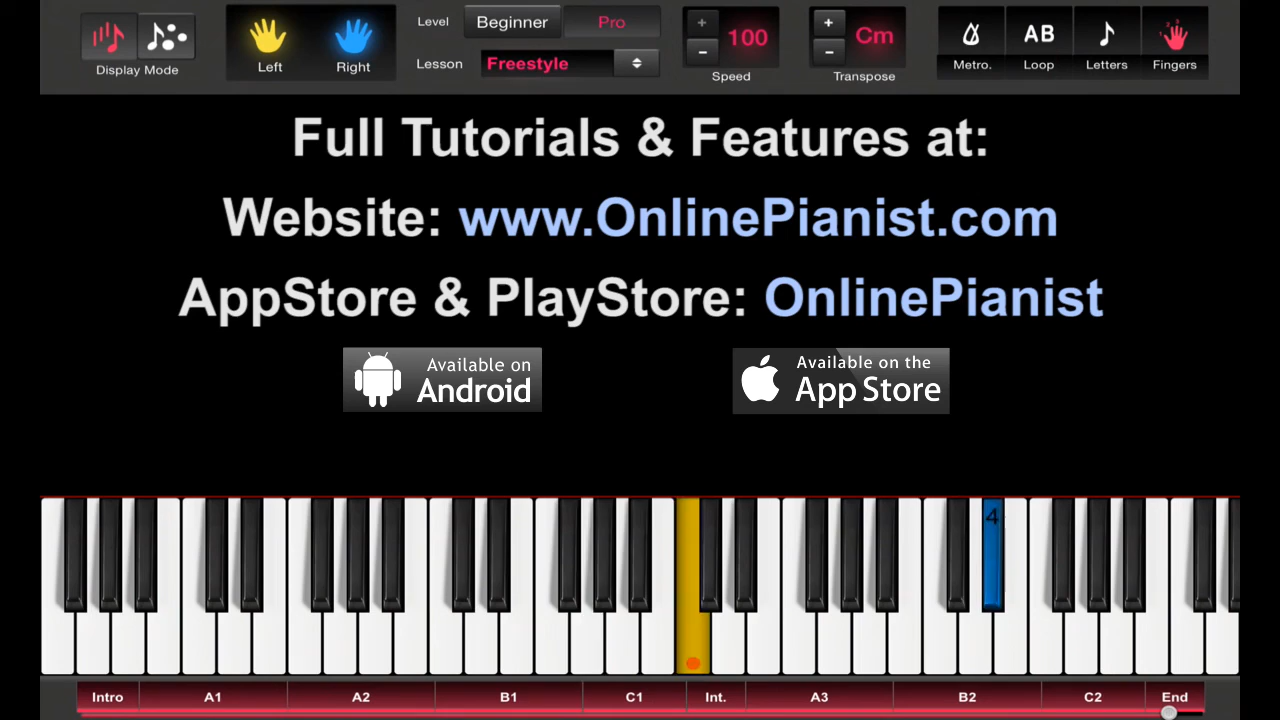 Level Beginner Pro
Lesson Freestyle
+
-
100
+
-
Cm
AB
Display Mode
Left
Right
Speed
Transpose
Metro.
Loop
Letters
Fingers
Full Tutorials & Features at:
Website: www.OnlinePianist.com
AppStore & PlayStore: OnlinePianist
Available on
Android
Available on the
App Store
4
Intro A1 A2 B1 C1 Int. A3 B2 C2 End